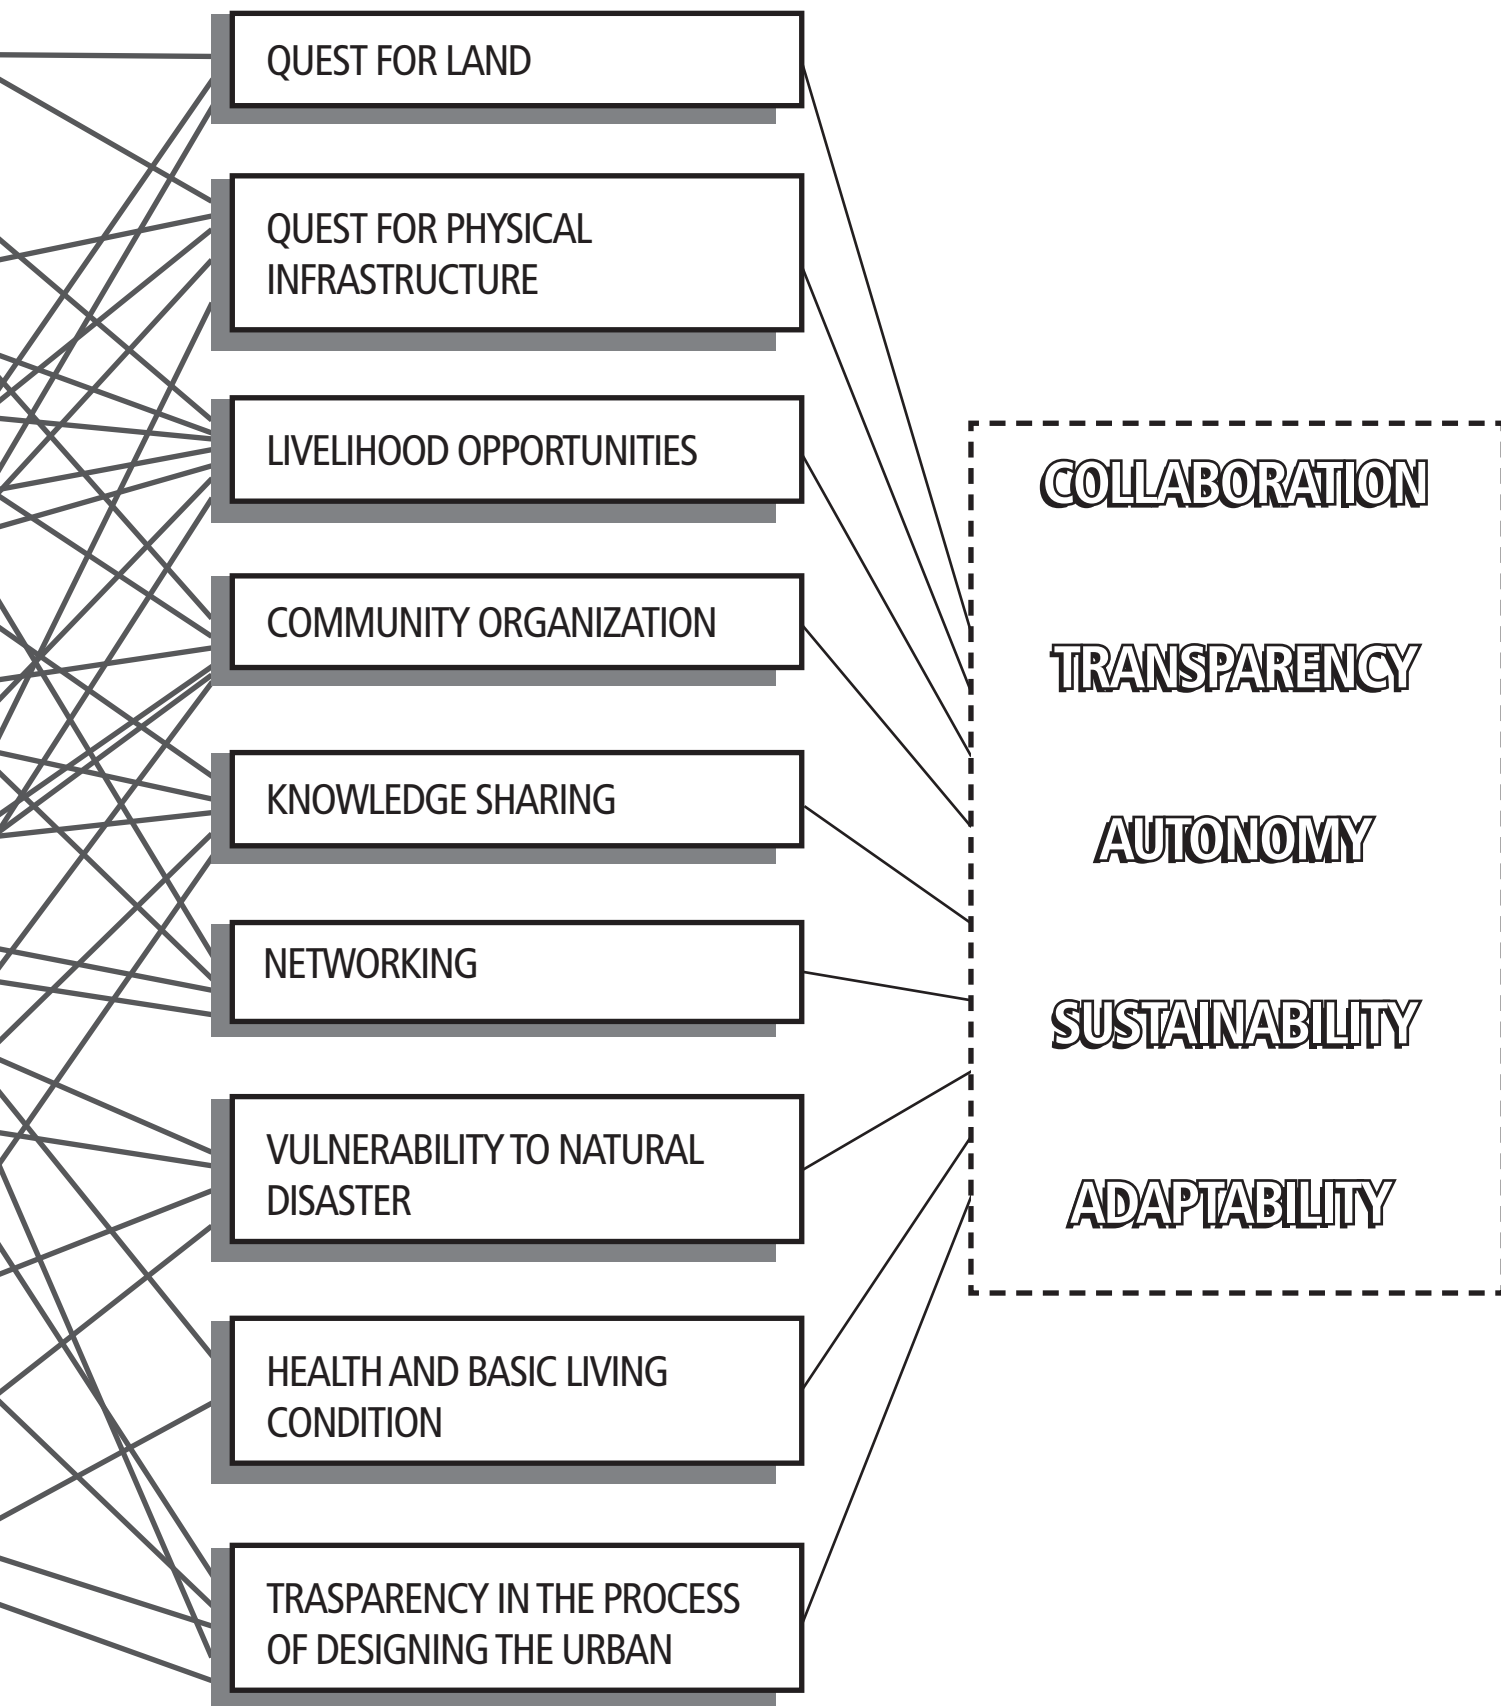 QUEST FOR LAND
QUEST FOR PHYSICAL
INFRASTRUCTURE
LIVELIHOOD OPPORTUNITIES
COMMUNITY ORGANIZATION
KNOWLEDGE SHARING
NETWORKING
VULNERABILITY TO NATURAL
DISASTER
HEALTH AND BASIC LIVING
CONDITION
TRASPARENCY IN THE PROCESS
OF DESIGNING THE URBAN
COLLABORATION
TRANSPARENCY
AUTONOMY
SUSTAINABILITY
ADAPTABILITY